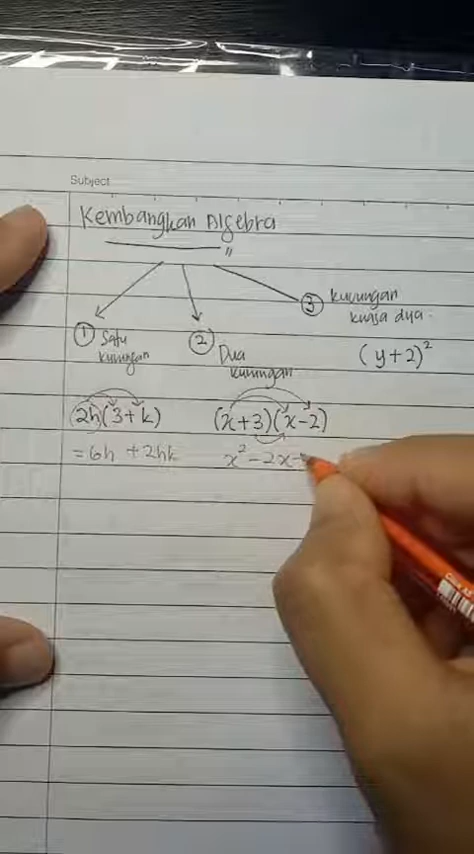 Subject
Kembangkan Algebra
① Satu kurungan
② Dua kurungan
③ kurungan kuasa dua.
(y+2)²
2h(3+k)
= 6h + 2hk
(x+3)(x-2)
x² - 2x